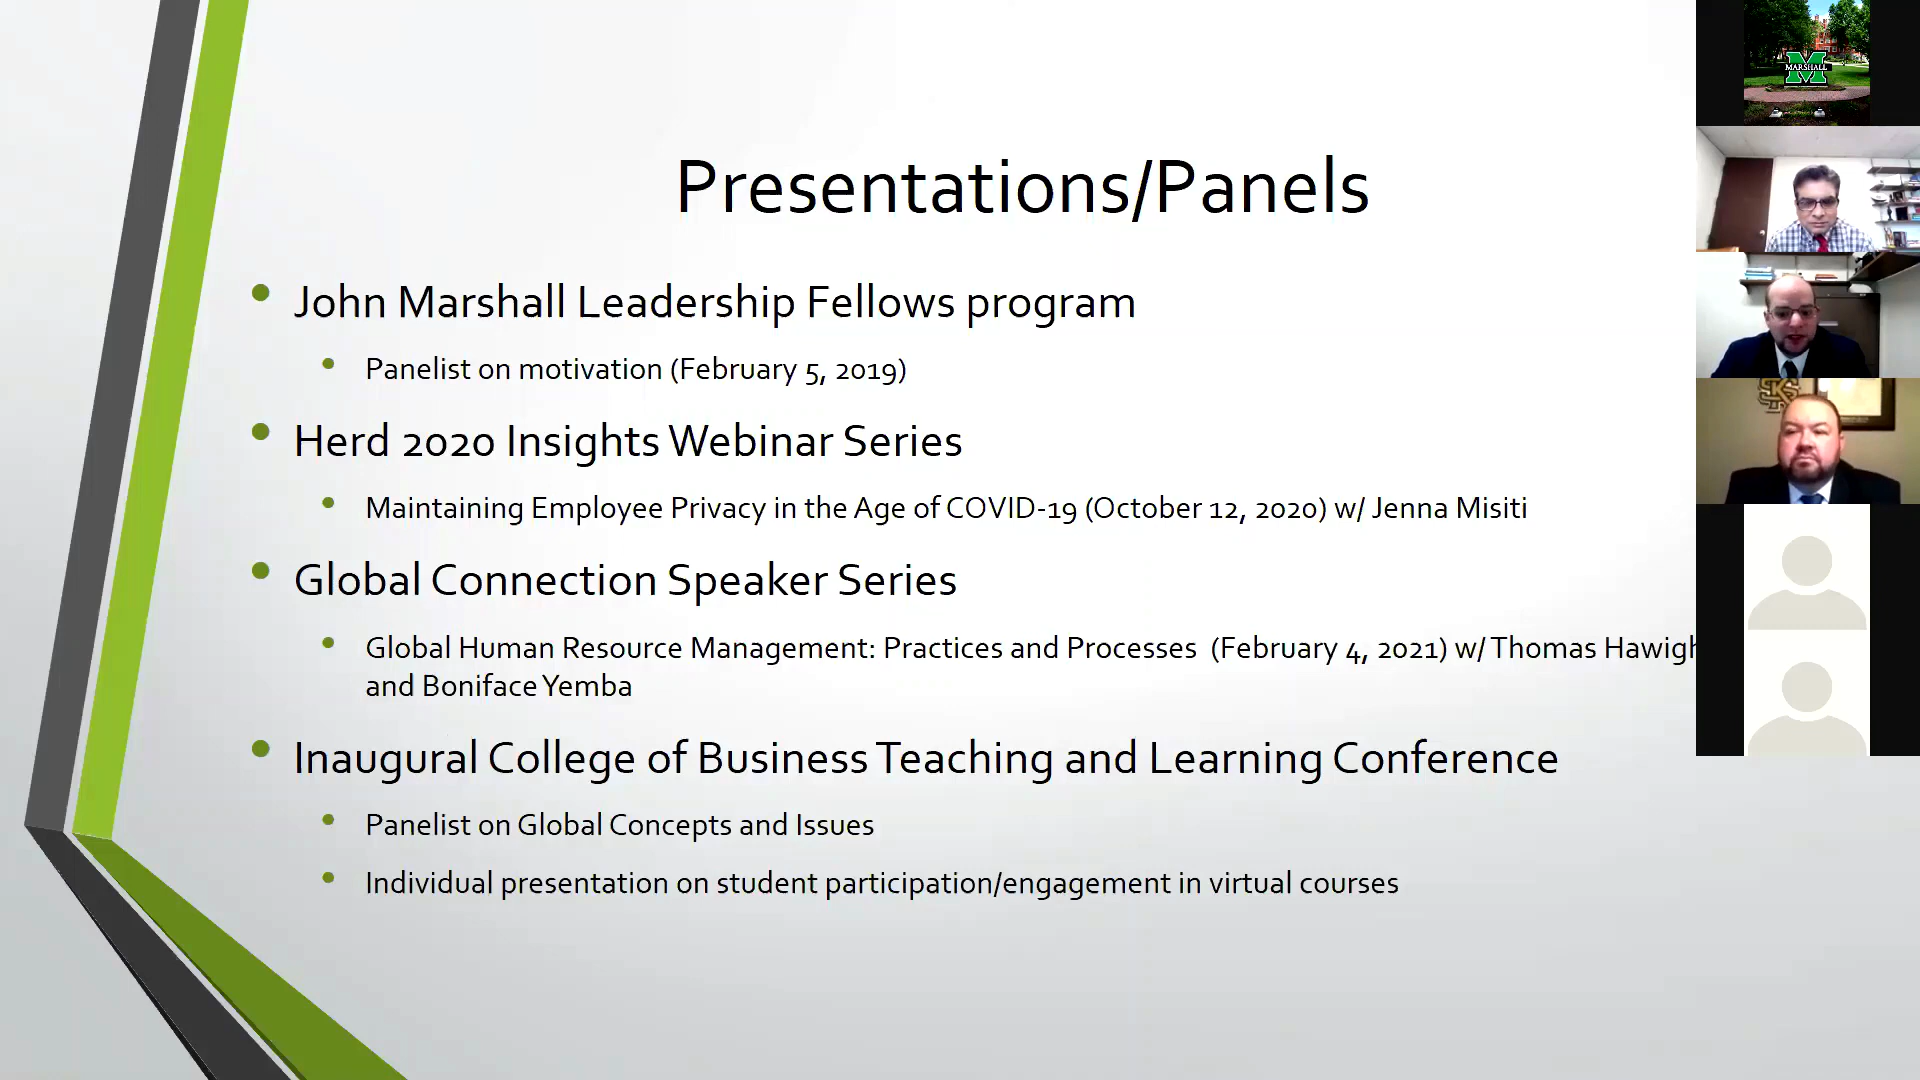 Presentations/Panels
John Marshall Leadership Fellows program
Panelist on motivation (February 5, 2019)
Herd 2020 Insights Webinar Series
Maintaining Employee Privacy in the Age of COVID-19 (October 12, 2020) w/ Jenna Misiti
Global Connection Speaker Series
Global Human Resource Management: Practices and Processes (February 4, 2021) w/ Thomas
and Boniface Yemba
Inaugural College of Business Teaching and Learning Conference
Panelist on Global Concepts and Issues
Individual presentation on student participation/engagement in virtual courses
M
MARSHALL